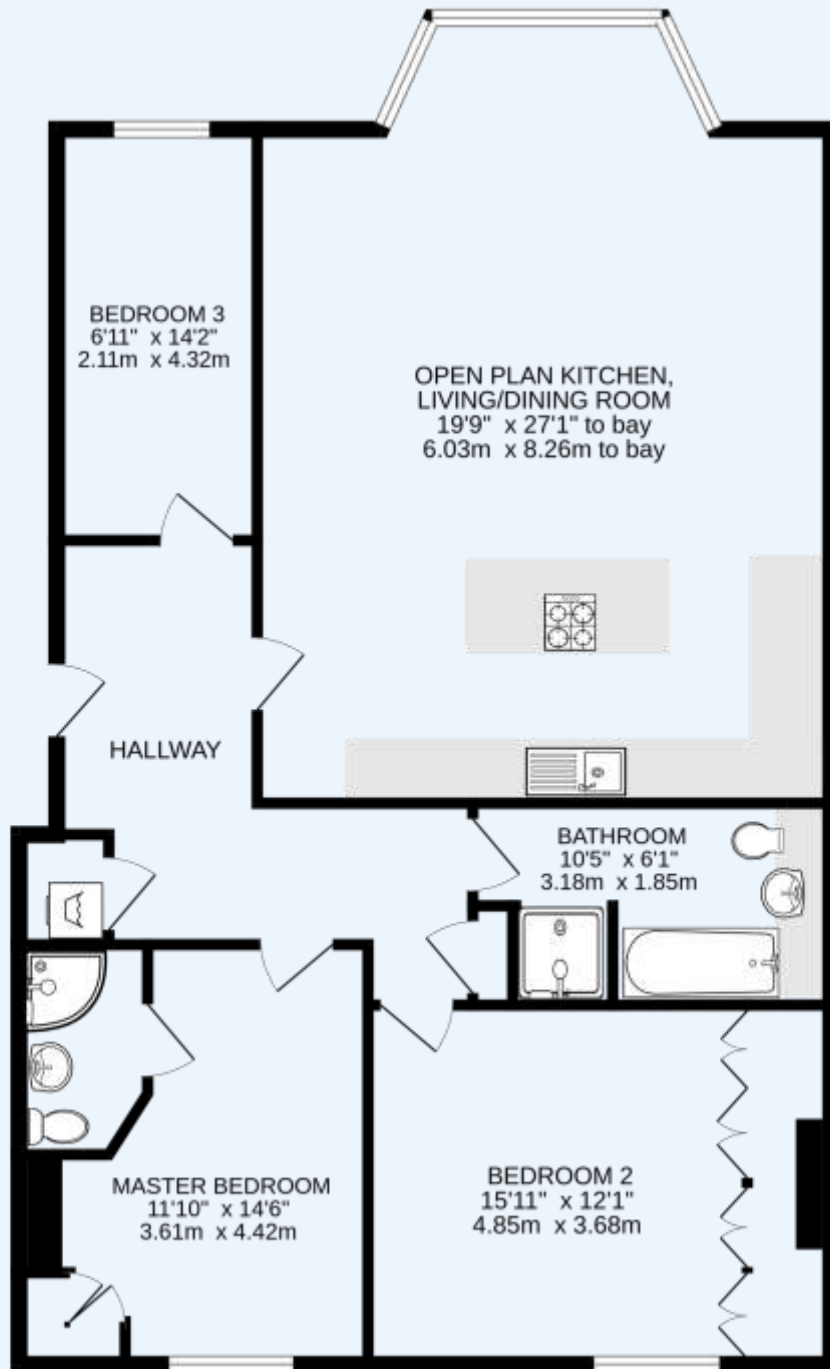 BEDROOM 3
6'11" x 14'2"
2.11m x 4.32m
OPEN PLAN KITCHEN,
LIVING/DINING ROOM
19'9" x 27'1" to bay
6.03m x 8.26m to bay
HALLWAY
BATHROOM
10'5" x 6'1"
3.18m x 1.85m
MASTER BEDROOM
11'10" x 14'6"
3.61m x 4.42m
BEDROOM 2
15'11" x 12'1"
4.85m x 3.68m